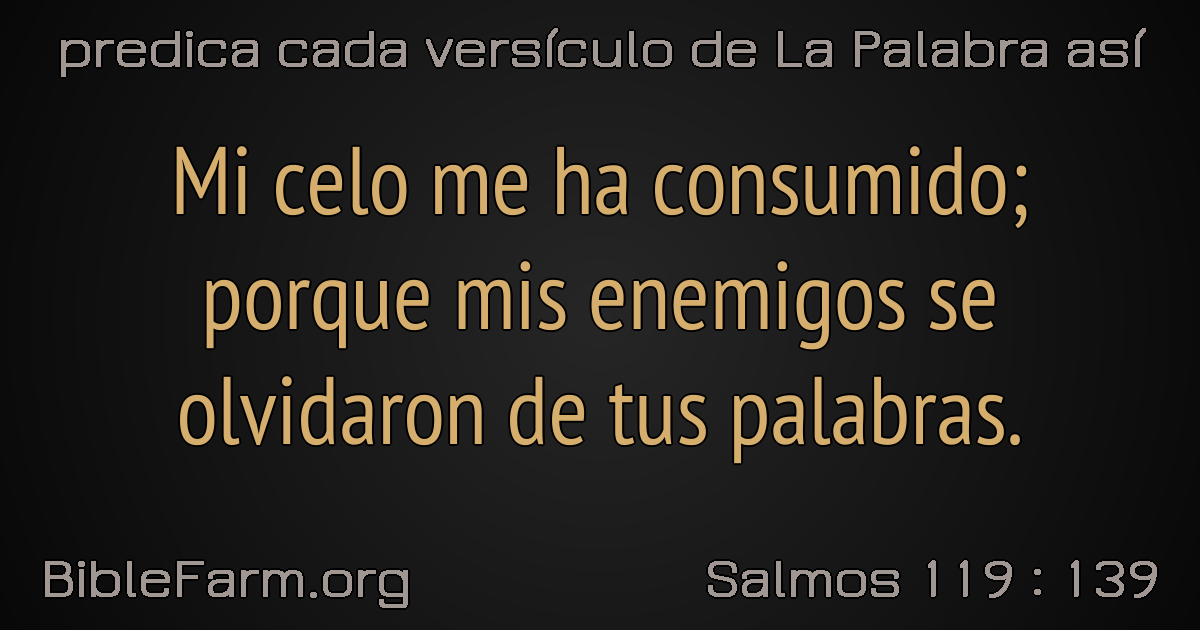 predica cada versículo de La Palabra así
Mi celo me ha consumido;
porque mis enemigos se
olvidaron de tus palabras.
BibleFarm.org
Salmos 119 : 139